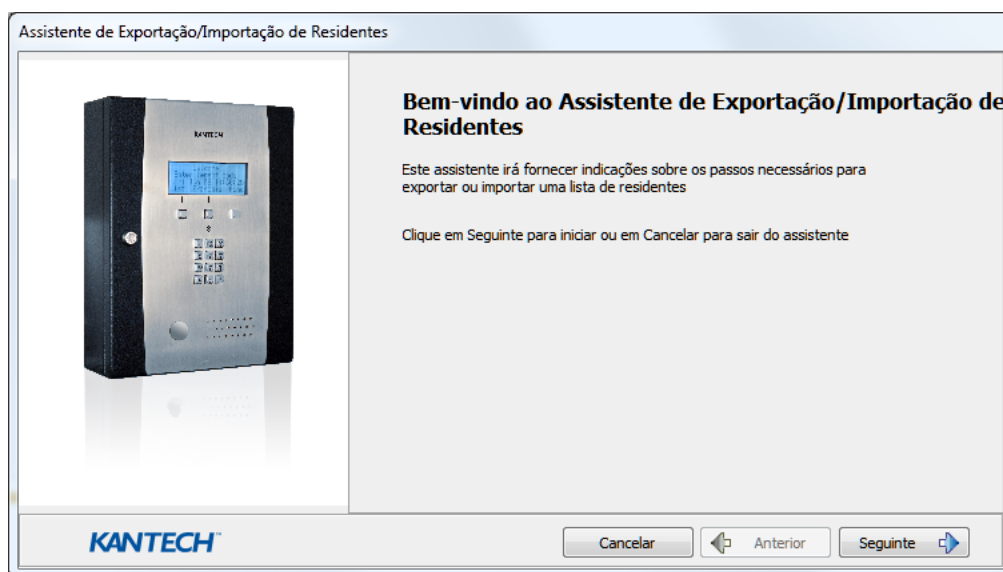 Assistente de Exportação/Importação de Residentes
KANTECH
Bem-vindo ao Assistente de Exportação/Importação de
Residentes
Este assistente irá fornecer indicações sobre os passos necessários para
exportar ou importar uma lista de residentes
Clique em Seguinte para iniciar ou em Cancelar para sair do assistente
KANTECH
Cancelar
Anterior
Seguinte